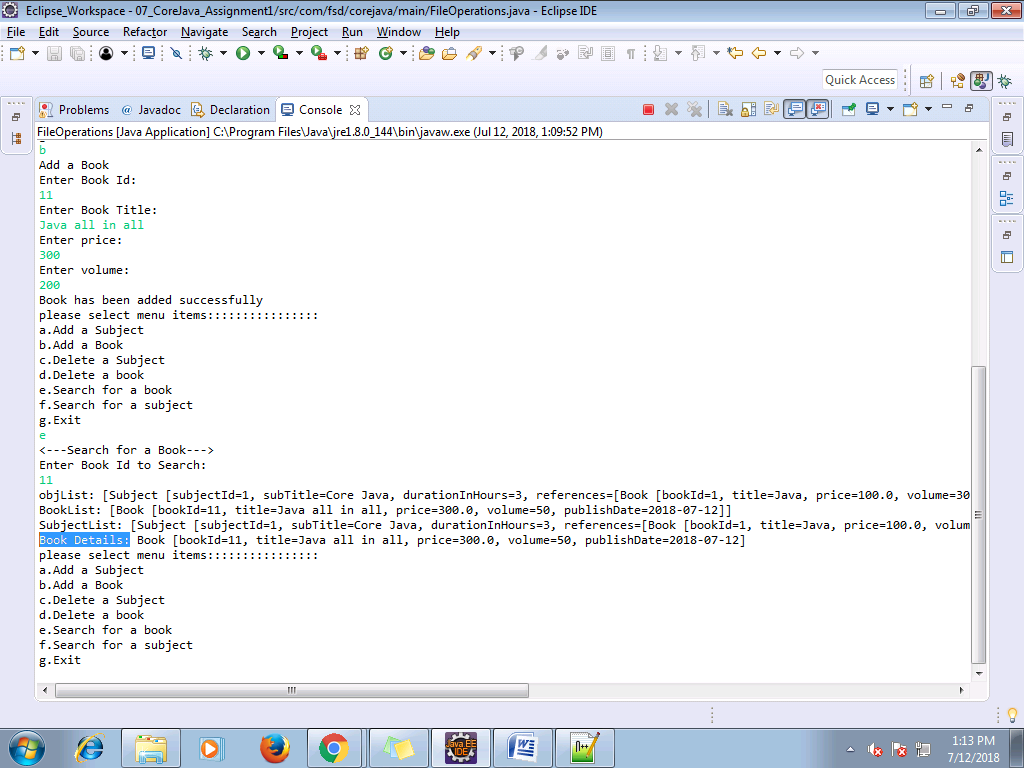 Eclipse_Workspace - 07_CoreJava_Assignment1/src/com/fsd/corejava/main/FileOperations.java - Eclipse IDE
File Edit Source Refactor Navigate Search Project Run Window Help
Quick Access
Problems @ Javadoc Declaration Console
FileOperations [Java Application] C:\Program Files\Java\jre1.8.0_144\bin\javaw.exe (Jul 12, 2018, 1:09:52 PM)
b
Add a Book
Enter Book Id:
11
Enter Book Title:
Java all in all
Enter price:
300
Enter volume:
200
Book has been added successfully
please select menu items::::::::::::::::
a.Add a Subject
b.Add a Book
c.Delete a Subject
d.Delete a book
e.Search for a book
f.Search for a subject
g.Exit
e
<---Search for a Book--->
Enter Book Id to Search:
11
objList: [Subject [subjectId=1, subTitle=Core Java, durationInHours=3, references=[Book [bookId=1, title=Java, price=100.0, volume=30
BookList: [Book [bookId=11, title=Java all in all, price=300.0, volume=50, publishDate=2018-07-12]]
SubjectList: [Subject [subjectId=1, subTitle=Core Java, durationInHours=3, references=[Book [bookId=1, title=Java, price=100.0, volum
Book Details: Book [bookId=11, title=Java all in all, price=300.0, volume=50, publishDate=2018-07-12]
please select menu items::::::::::::::::
a.Add a Subject
b.Add a Book
c.Delete a Subject
d.Delete a book
e.Search for a book
f.Search for a subject
g.Exit
Java EE
IDE
1:13 PM
7/12/2018